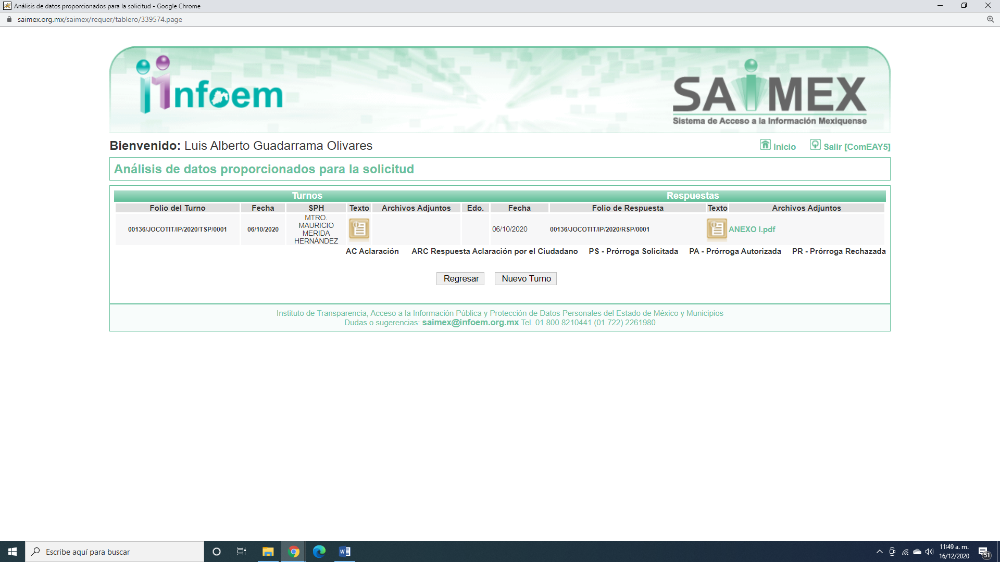 Análisis de datos proporcionados para la solicitud - Google Chrome
saimex.org.mx/saimex/requer/tablero/339574.page
infoem
SAIMEX
Sistema de Acceso a la Información Mexiquense
Bienvenido: Luis Alberto Guadarrama Olivares
Inicio Salir [ComEAY5]
Análisis de datos proporcionados para la solicitud
Turnos Respuestas
Folio del Turno Fecha SPH Texto Archivos Adjuntos Edo. Fecha Folio de Respuesta Texto Archivos Adjuntos
00136/JOCOTIT/IP/2020/TSP/0001 06/10/2020 MTRO.
MAURICIO
MERIDA
HERNÁNDEZ
06/10/2020 00136/JOCOTIT/IP/2020/RSP/0001 ANEXO I.pdf
AC Aclaración ARC Respuesta Aclaración por el Ciudadano PS - Prórroga Solicitada PA - Prórroga Autorizada PR - Prórroga Rechazada
Regresar Nuevo Turno
Instituto de Transparencia, Acceso a la Información Pública y Protección de Datos Personales del Estado de México y Municipios
Dudas o sugerencias: saimex@infoem.org.mx Tel. 01 800 8210441 (01 722) 2261980
Escribe aquí para buscar
11:49 a. m.
16/12/2020
51